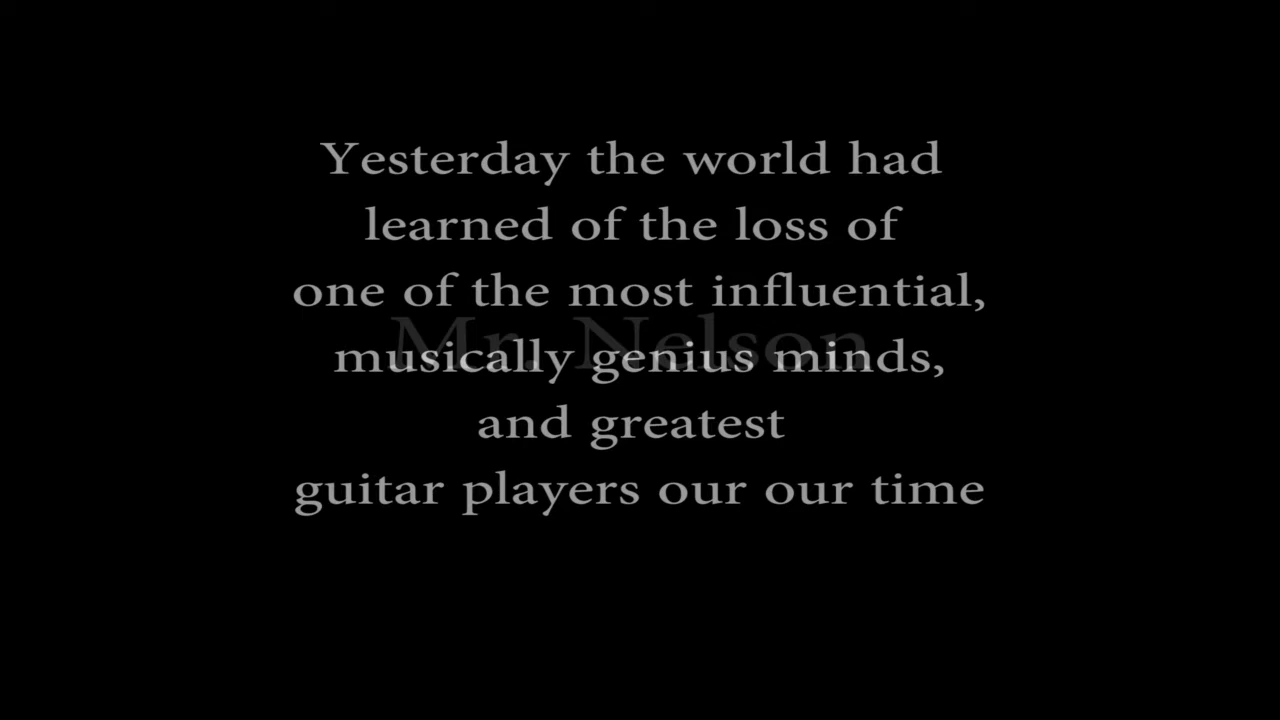 Yesterday the world had
learned of the loss of
one of the most influential,
Mr. Nelson
musically genius minds,
and greatest
guitar players our our time